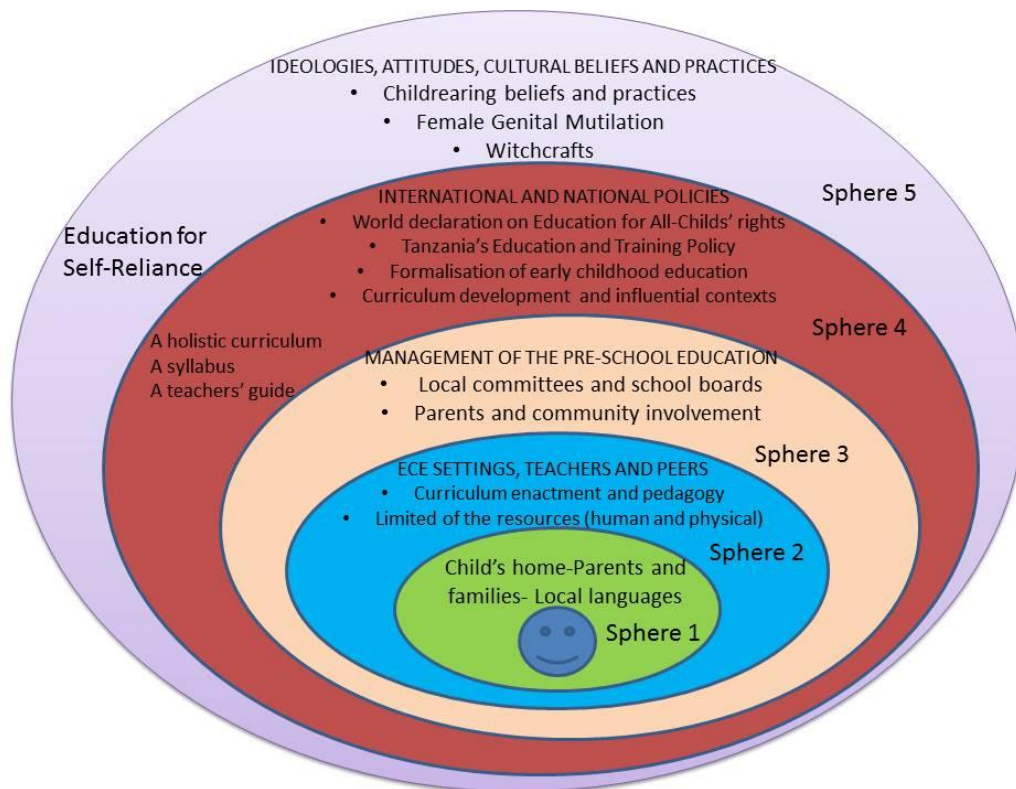 IDEOLOGIES, ATTITUDES, CULTURAL BELIEFS AND PRACTICES
• Childrearing beliefs and practices
• Female Genital Mutilation
• Witchcrafts
Sphere 5
Education for
Self-Reliance
INTERNATIONAL AND NATIONAL POLICIES
• World declaration on Education for All-Childs' rights
• Tanzania's Education and Training Policy
• Formalisation of early childhood education
• Curriculum development and influential contexts
Sphere 4
A holistic curriculum
A syllabus
A teachers' guide
MANAGEMENT OF THE PRE-SCHOOL EDUCATION
• Local committees and school boards
• Parents and community involvement
Sphere 3
ECE SETTINGS, TEACHERS AND PEERS
• Curriculum enactment and pedagogy
• Limited of the resources (human and physical)
Sphere 2
Child's home-Parents and
families- Local languages
Sphere 1